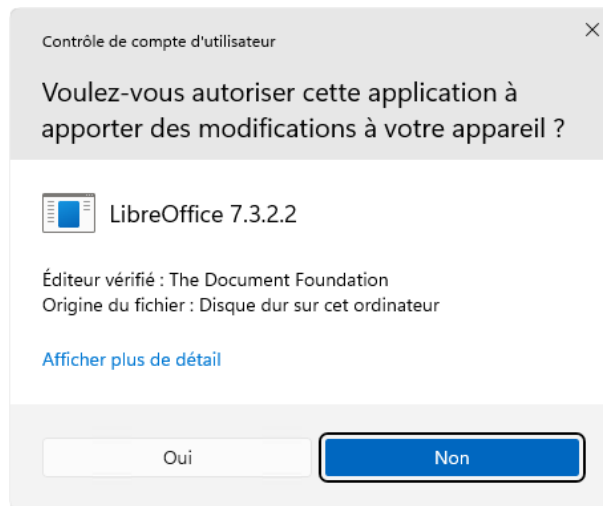 Contrôle de compte d'utilisateur
Voulez-vous autoriser cette application à
apporter des modifications à votre appareil ?
LibreOffice 7.3.2.2
Éditeur vérifié : The Document Foundation
Origine du fichier : Disque dur sur cet ordinateur
Afficher plus de détail
Oui
Non